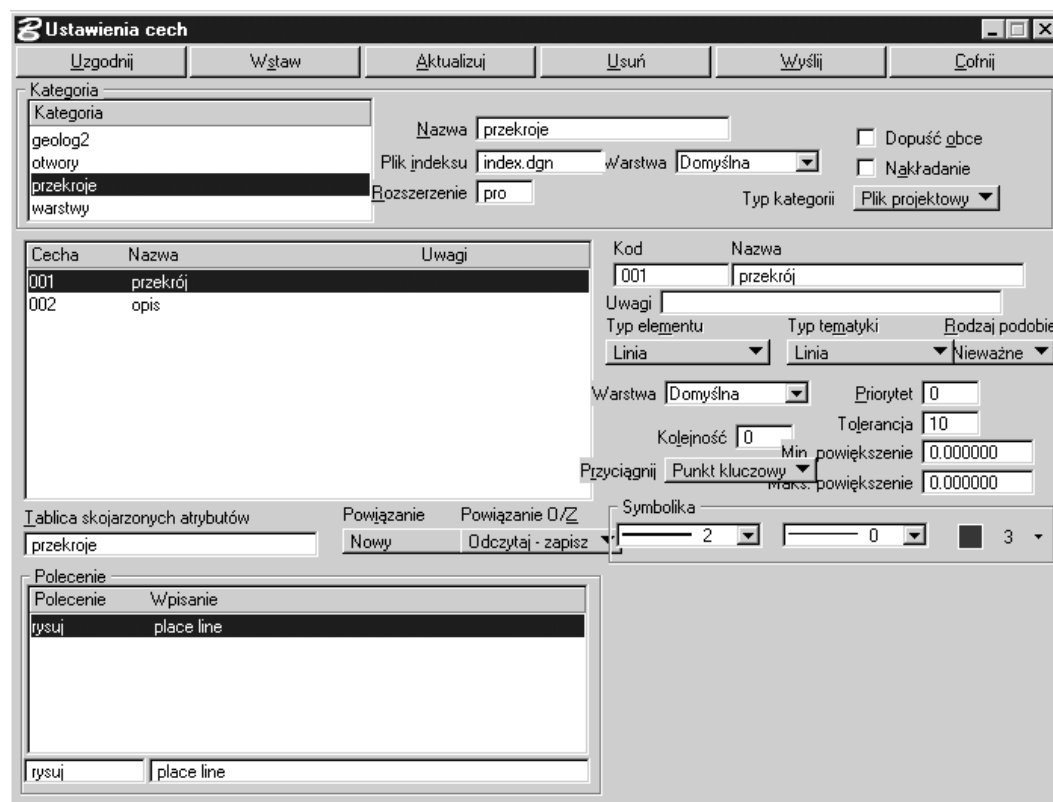 Ustawienia cech
Uzgodnij Wstaw Aktualizuj Usuń Wyślij Cofnij
Kategoria
Kategoria
geolog2
otwory
przekroje
warstwy
Nazwa przekroje
Plik indeksu index.dgn Warstwa Domyślna
Rozszerzenie pro
Dopuść obce
Nakładanie
Typ kategorii Plik projektowy
Cecha Nazwa Uwagi
001 przekrój
002 opis
Kod Nazwa
001 przekrój
Uwagi
Typ elementu Typ tematyki Rodzaj podobie
Linia Linia Nieważne
Warstwa Domyślna Priorytet 0
Tolerancja 10
Kolejność 0
Min. powiększenie 0.000000
Przyciągnij Punkt kluczowy
Maks. powiększenie 0.000000
Tablica skojarzonych atrybutów Powiązanie Powiązanie O/Z
przekroje Nowy Odczytaj - zapisz
Symbolika
2 0 3
Polecenie
Polecenie Wpisanie
rysuj place line
rysuj place line